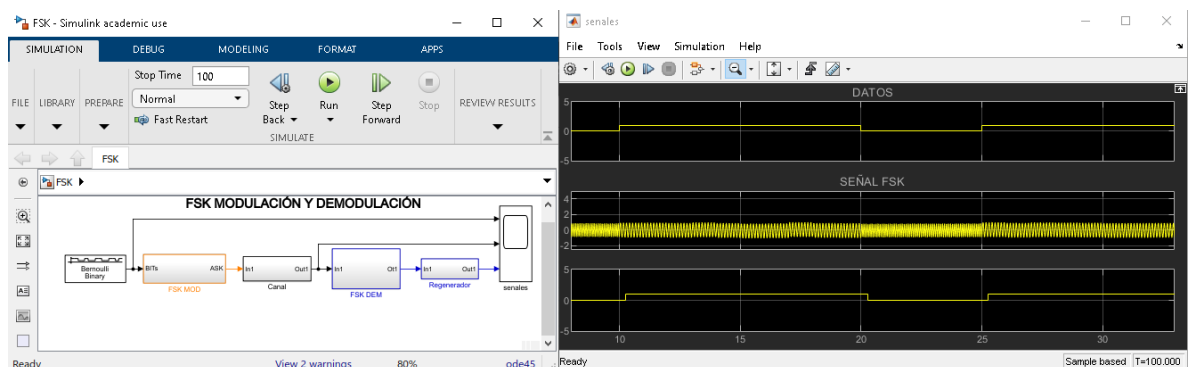 FSK - Simulink academic use
SIMULATION DEBUG MODELING FORMAT APPS
FILE LIBRARY PREPARE
Stop Time 100
Normal
Fast Restart
Step Back
Run
Step Forward
Stop
REVIEW RESULTS
SIMULATE
FSK
FSK
FSK MODULACIÓN Y DEMODULACIÓN
Bernoulli
Binary
BITs ASK
FSK MOD
In1 Out1
Canal
In1 Ot1
FSK DEM
In1 Out1
Regenerador
senales
Ready View 2 warnings 80% ode45
senales
File Tools View Simulation Help
DATOS
5
0
-5
SEÑAL FSK
4
2
0
-2
5
0
-5
10 15 20 25 30
Ready Sample based T=100.000